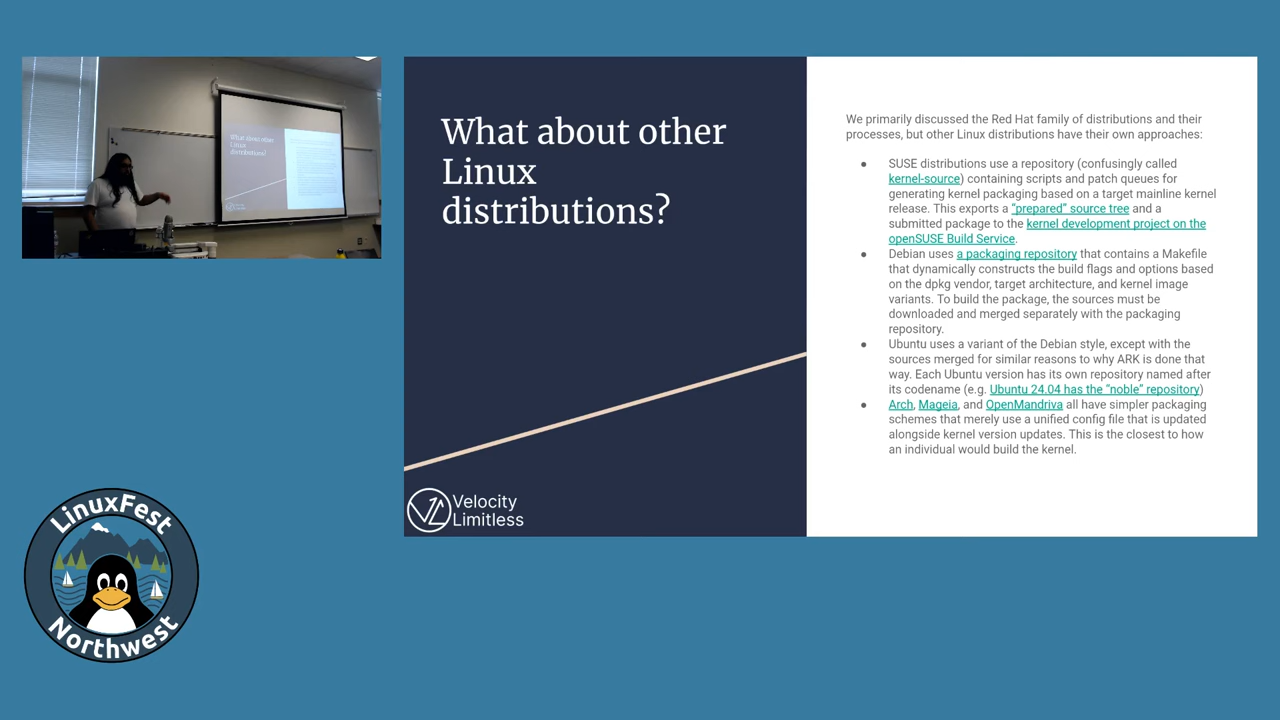 What about other
Linux
distributions?
We primarily discussed the Red Hat family of distributions and their
processes, but other Linux distributions have their own approaches:
● SUSE distributions use a repository (confusingly called
kernel-source) containing scripts and patch queues for
generating kernel packaging based on a target mainline kernel
release. This exports a “prepared” source tree and a
submitted package to the kernel development project on the
openSUSE Build Service.
● Debian uses a packaging repository that contains a Makefile
that dynamically constructs the build flags and options based
on the dpkg vendor, target architecture, and kernel image
variants. To build the package, the sources must be
downloaded and merged separately with the packaging
repository.
● Ubuntu uses a variant of the Debian style, except with the
sources merged for similar reasons to why ARK is done that
way. Each Ubuntu version has its own repository named after
its codename (e.g. Ubuntu 24.04 has the “noble” repository)
● Arch, Mageia, and OpenMandriva all have simpler packaging
schemes that merely use a unified config file that is updated
alongside kernel version updates. This is the closest to how
an individual would build the kernel.
Velocity
Limitless
LinuxFest
Northwest
What about other
Linux
distributions?